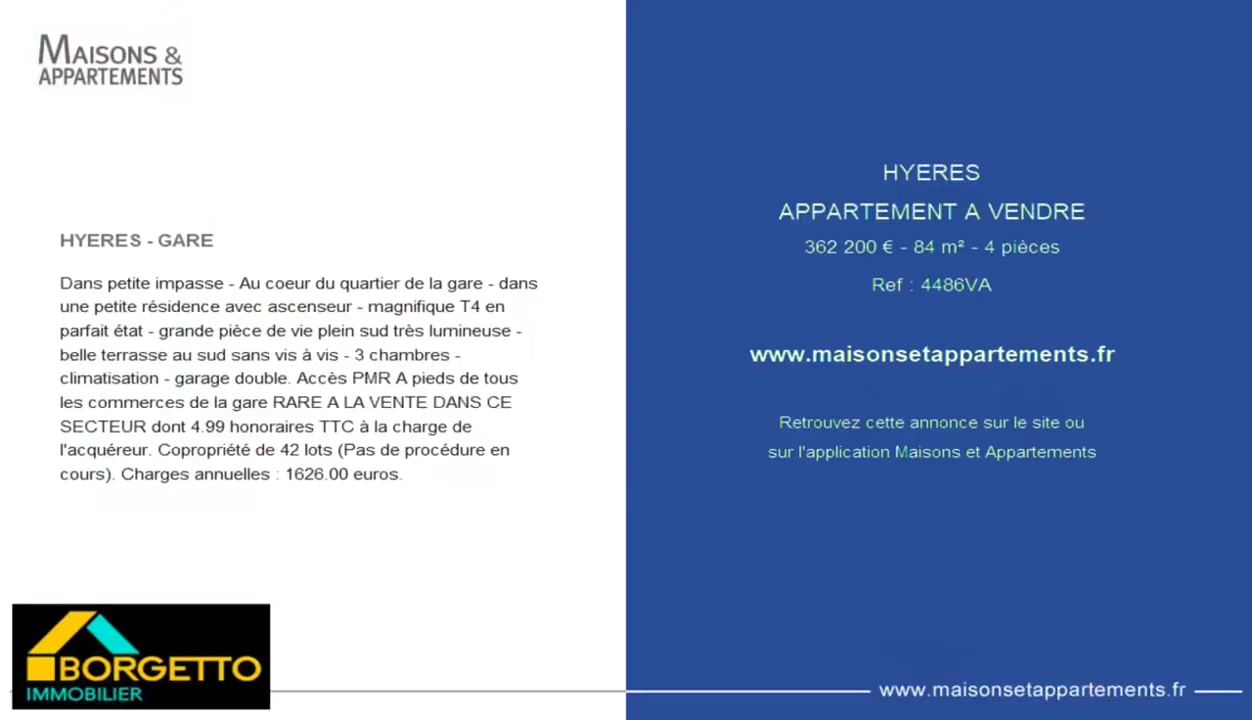 MAISONS &
APPARTEMENTS
HYERES - GARE
Dans petite impasse - Au coeur du quartier de la gare - dans
une petite résidence avec ascenseur - magnifique T4 en
parfait état - grande pièce de vie plein sud très lumineuse -
belle terrasse au sud sans vis à vis - 3 chambres -
climatisation - garage double. Accès PMR A pieds de tous
les commerces de la gare RARE A LA VENTE DANS CE
SECTEUR dont 4.99 honoraires TTC à la charge de
l'acquéreur. Copropriété de 42 lots (Pas de procédure en
cours). Charges annuelles : 1626.00 euros.
BORGETTO
IMMOBILIER
HYERES
APPARTEMENT A VENDRE
362 200 € - 84 m² - 4 pièces
Ref : 4486VA
www.maisonsetappartements.fr
Retrouvez cette annonce sur le site ou
sur l'application Maisons et Appartements
www.maisonsetappartements.fr